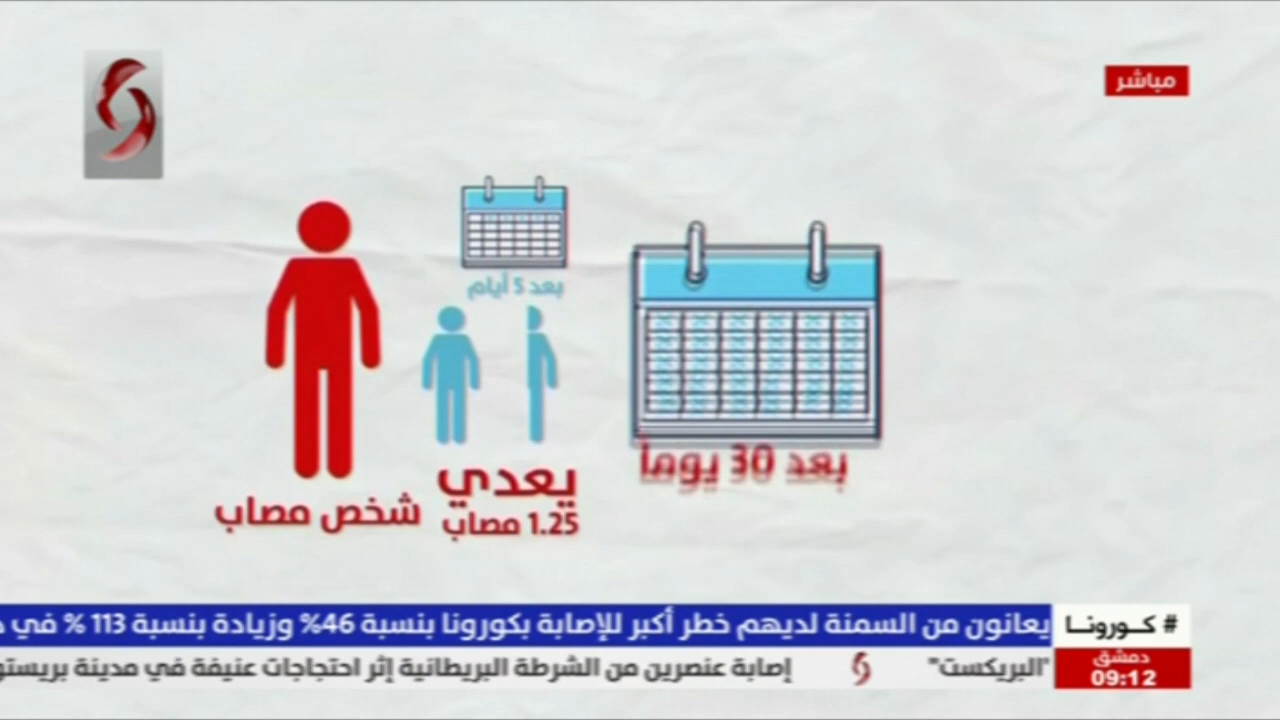 مباشر
بعد 5 أيام
بعد 30 يوماً
يعدي
1.25 مصاب
شخص مصاب
# كـورونـا
يعانون من السمنة لديهم خطر أكبر للإصابة بكورونا بنسبة 46% وزيادة بنسبة 113 % في
دمشق
09:12
"البريكست"
إصابة عنصرين من الشرطة البريطانية إثر احتجاجات عنيفة في مدينة